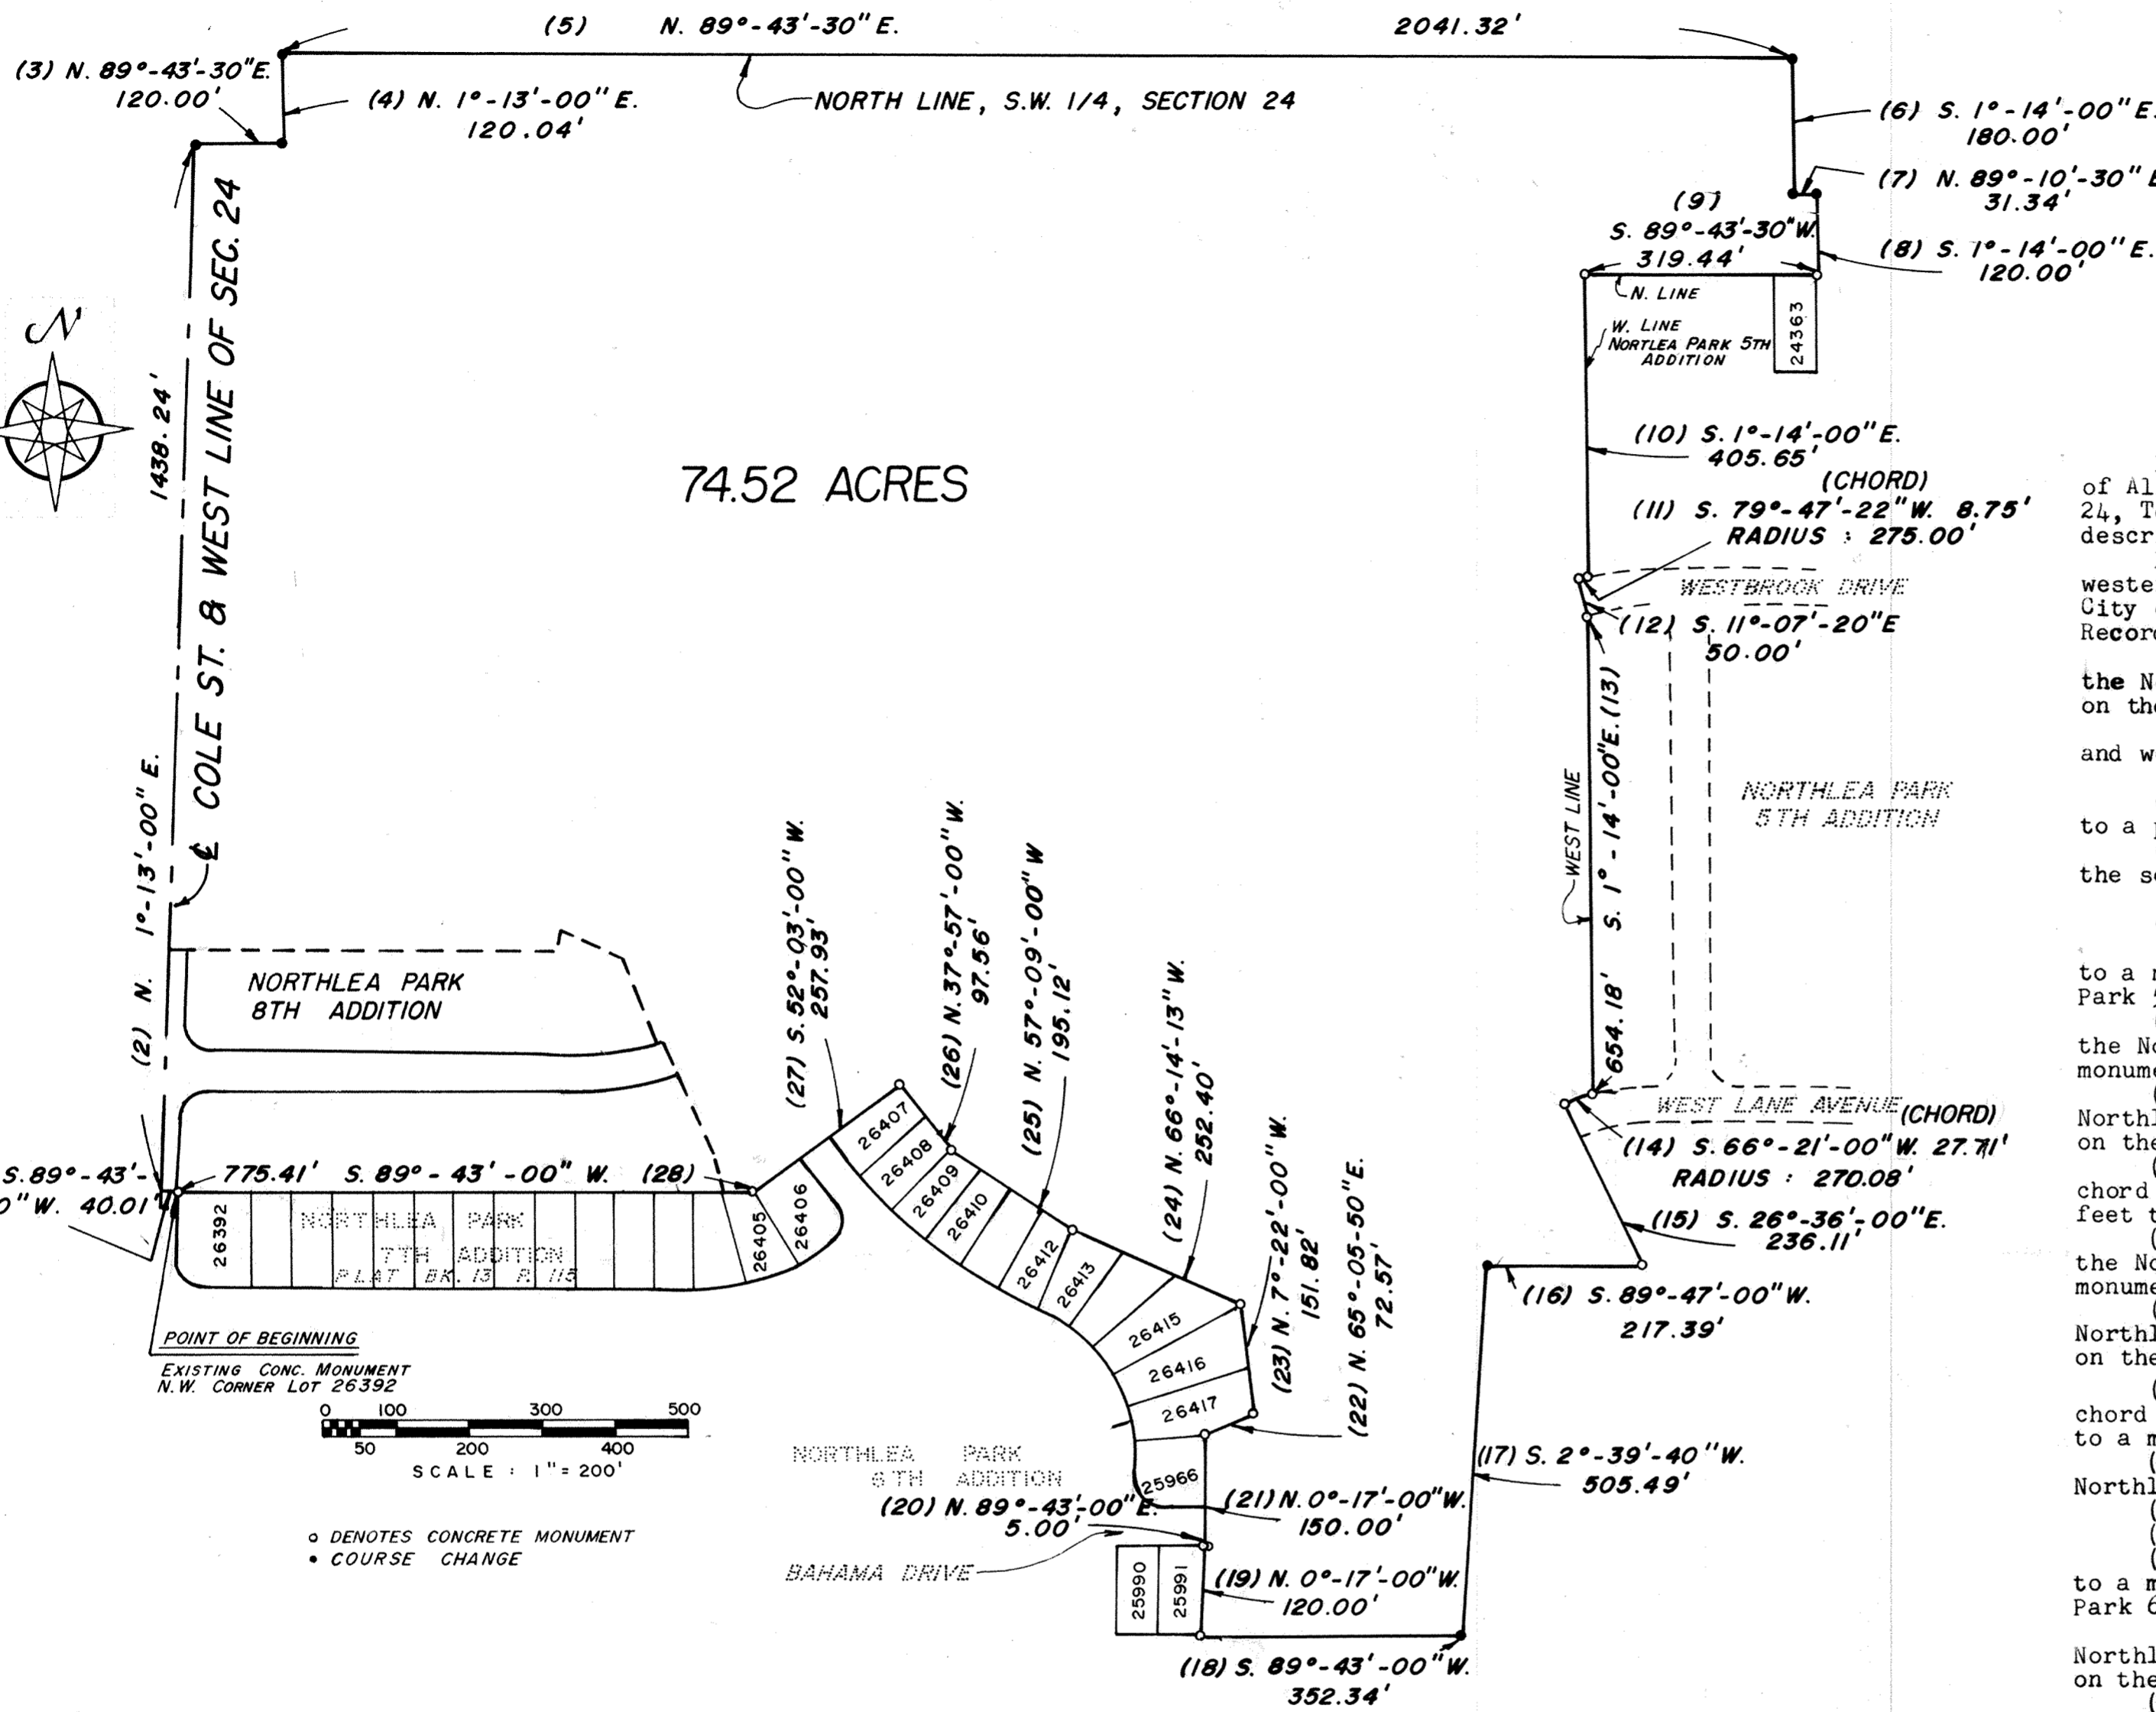 (5) N. 89°-43'-30" E. 2041.32'
(3) N. 89°-43'-30" E.
120.00'
(4) N. 1°-13'-00" E.
120.04'
NORTH LINE, S.W. 1/4, SECTION 24
(6) S. 1°-14'-00" E.
180.00'
(7) N. 89°-10'-30" E
31.34'
(8) S. 1°-14'-00" E.
120.00'
(9)
S. 89°-43'-30" W.
319.44'
N. LINE
W. LINE
NORTLEA PARK 5TH
ADDITION
24363
N
1438.24'
℄ COLE ST. & WEST LINE OF SEC. 24
(2) N. 1°-13'-00" E.
74.52 ACRES
(10) S. 1°-14'-00" E.
405.65'
(CHORD)
(11) S. 79°-47'-22" W. 8.75'
RADIUS : 275.00'
WESTBROOK DRIVE
(12) S. 11°-07'-20" E
50.00'
654.18' S. 1°-14'-00" E. (13)
WEST LINE
NORTHLEA PARK
5TH ADDITION
WEST LANE AVENUE
(CHORD)
(14) S. 66°-21'-00" W. 27.71'
RADIUS : 270.08'
(15) S. 26°-36'-00" E.
236.11'
(16) S. 89°-47'-00" W.
217.39'
(17) S. 2°-39'-40" W.
505.49'
(18) S. 89°-43'-00" W.
352.34'
(19) N. 0°-17'-00" W.
120.00'
(20) N. 89°-43'-00" E.
5.00'
(21) N. 0°-17'-00" W.
150.00'
(22) N. 65°-05-50" E.
72.57'
(23) N. 7°-22'-00" W.
151.82'
(24) N. 66°-14'-13" W.
252.40'
(25) N. 57°-09'-00" W
195.12'
(26) N. 37°-57'-00" W.
97.56'
(27) S. 52°-03'-00" W.
257.93'
775.41' S. 89°-43'-00" W. (28)
S. 89°-43'-
0" W. 40.01'
NORTHLEA PARK
8TH ADDITION
26392
NORTHLEA PARK
7TH ADDITION
PLAT BK. 13 P. 115
26405
26406
26407
26408
26409
26410
26412
26413
26415
26416
26417
25966
25990
25991
NORTHLEA PARK
6TH ADDITION
BAHAMA DRIVE
POINT OF BEGINNING
EXISTING CONC. MONUMENT
N.W. CORNER LOT 26392
0 100 300 500
50 200 400
SCALE : 1" = 200'
o DENOTES CONCRETE MONUMENT
• COURSE CHANGE
of Al
24, T
descr
weste
City
Recor
the N
on the
and w
to a
the s
to a
Park
the No
monume
Northl
on the
chord
feet t
the No
monume
Northl
on the
chord
to a m
Northl
to a m
Park 6
Northl
on the